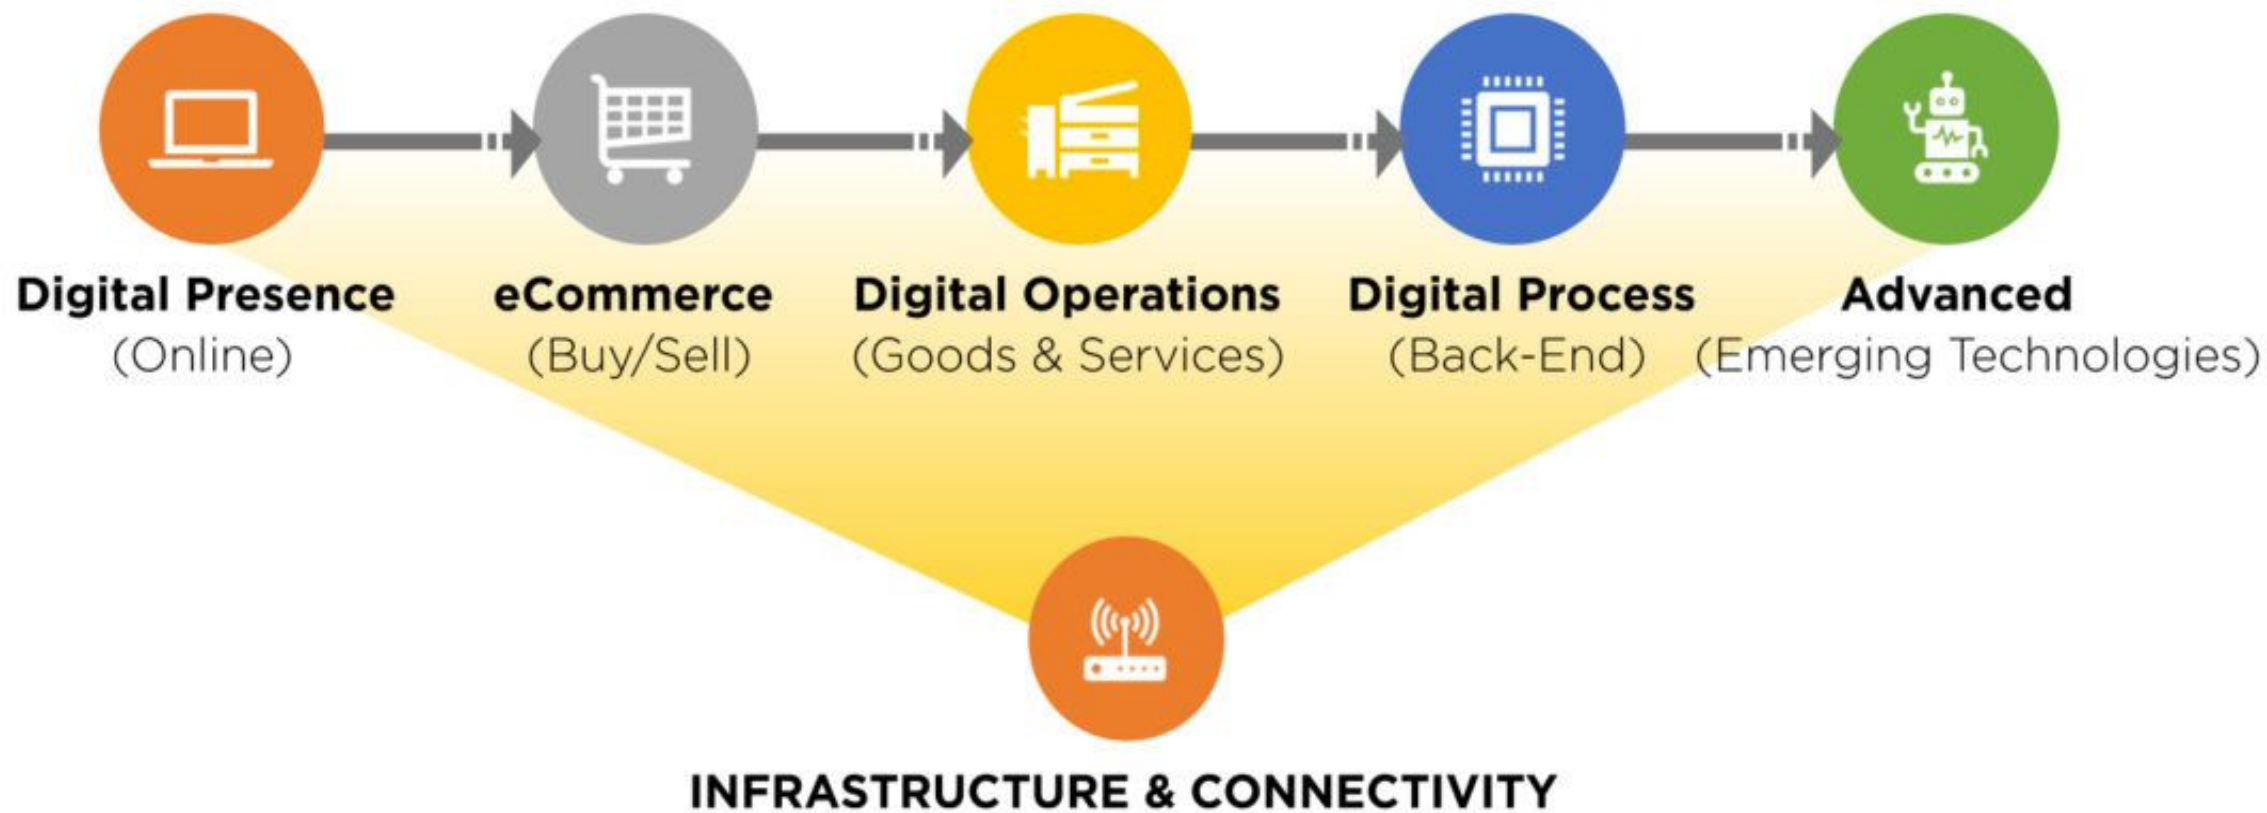 Digital Presence
(Online)
eCommerce
(Buy/Sell)
Digital Operations
(Goods & Services)
Digital Process
(Back-End)
Advanced
(Emerging Technologies)
INFRASTRUCTURE & CONNECTIVITY